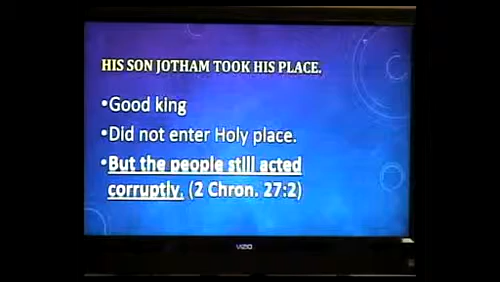 HIS SON JOTHAM TOOK HIS PLACE.
•Good king
•Did not enter Holy place.
•But the people still acted
corruptly. (2 Chron. 27:2)
VIZIO